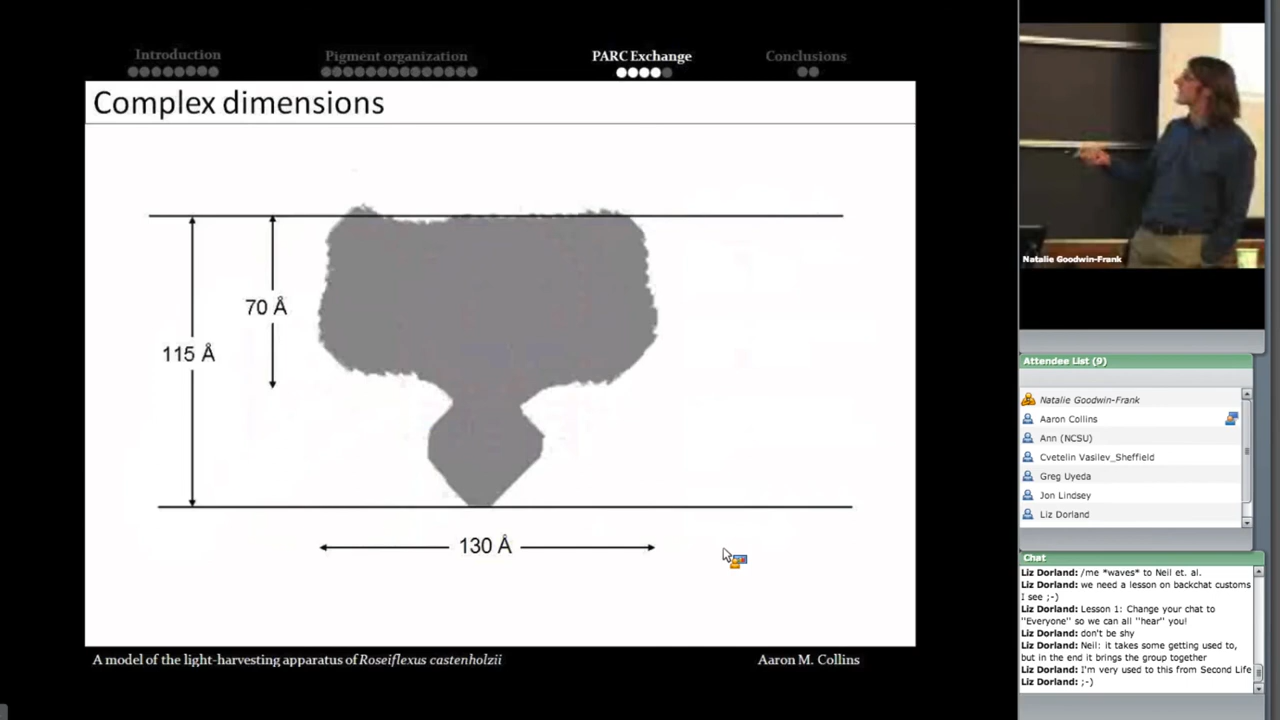 Introduction
Pigment organization
PARC Exchange
Conclusions
Complex dimensions
70 Å
115 Å
130 Å
A model of the light-harvesting apparatus of Roseiflexus castenholzii
Aaron M. Collins
Natalie Goodwin-Frank
Attendee List (9)
Natalie Goodwin-Frank
Aaron Collins
Ann (NCSU)
Cvetelin Vasilev_Sheffield
Greg Uyeda
Jon Lindsey
Liz Dorland
Chat
Liz Dorland: /me *waves* to Neil et. al.
Liz Dorland: we need a lesson on backchat customs
I see ;-)
Liz Dorland: Lesson 1: Change your chat to
"Everyone" so we can all "hear" you!
Liz Dorland: don't be shy
Liz Dorland: Neil: it takes some getting used to,
but in the end it brings the group together
Liz Dorland: I'm very used to this from Second Life
Liz Dorland: ;-)